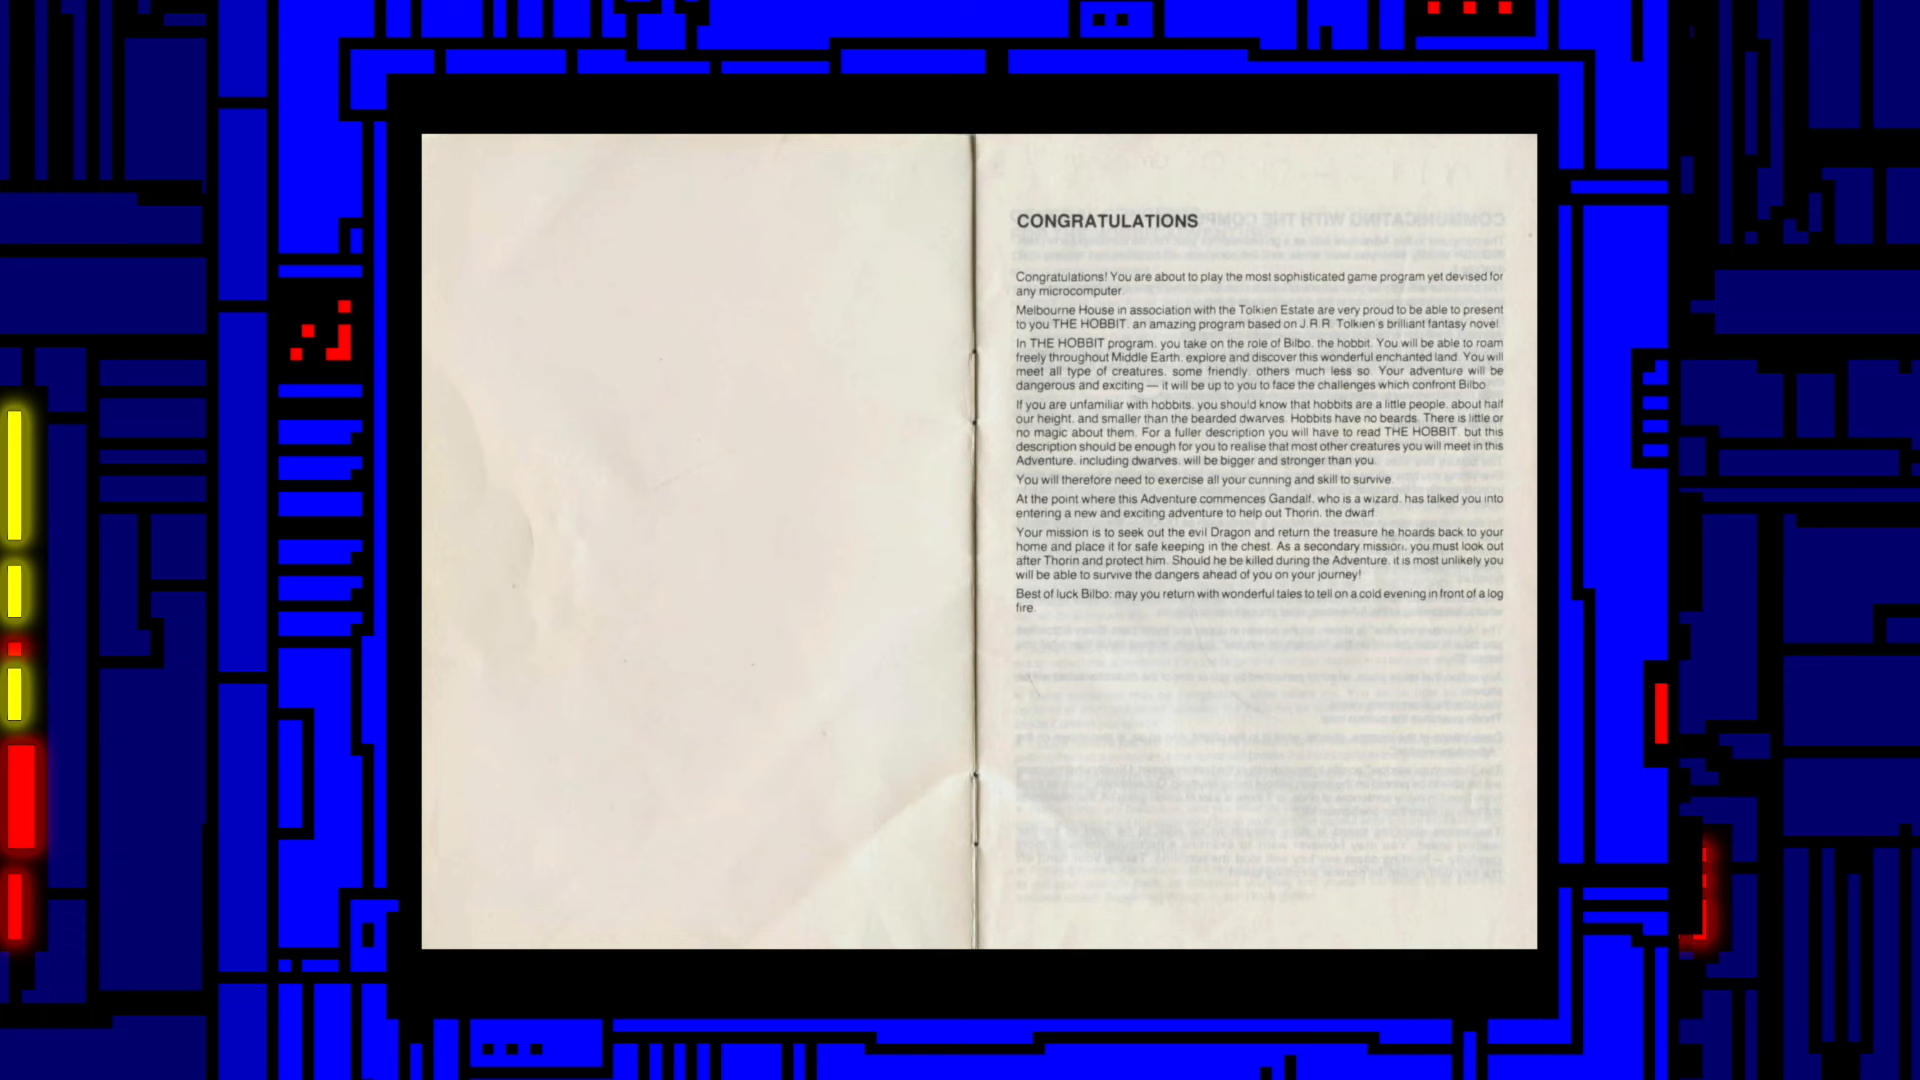 CONGRATULATIONS
Congratulations! You are about to play the most sophisticated game program yet devised for
any microcomputer.
Melbourne House in association with the Tolkien Estate are very proud to be able to present
to you THE HOBBIT, an amazing program based on J.R.R. Tolkien's brilliant fantasy novel.
In THE HOBBIT program, you take on the role of Bilbo, the hobbit. You will be able to roam
freely throughout Middle Earth, explore and discover this wonderful enchanted land. You will
meet all type of creatures, some friendly, others much less so. Your adventure will be
dangerous and exciting — it will be up to you to face the challenges which confront Bilbo.
If you are unfamiliar with hobbits, you should know that hobbits are a little people, about half
our height, and smaller than the bearded dwarves. Hobbits have no beards. There is little or
no magic about them. For a fuller description you will have to read THE HOBBIT, but this
description should be enough for you to realise that most other creatures you will meet in this
Adventure, including dwarves, will be bigger and stronger than you.
You will therefore need to exercise all your cunning and skill to survive.
At the point where this Adventure commences Gandalf, who is a wizard, has talked you into
entering a new and exciting adventure to help out Thorin, the dwarf.
Your mission is to seek out the evil Dragon and return the treasure he hoards back to your
home and place it for safe keeping in the chest. As a secondary mission, you must look out
after Thorin and protect him. Should he be killed during the Adventure, it is most unlikely you
will be able to survive the dangers ahead of you on your journey!
Best of luck Bilbo: may you return with wonderful tales to tell on a cold evening in front of a log
fire.